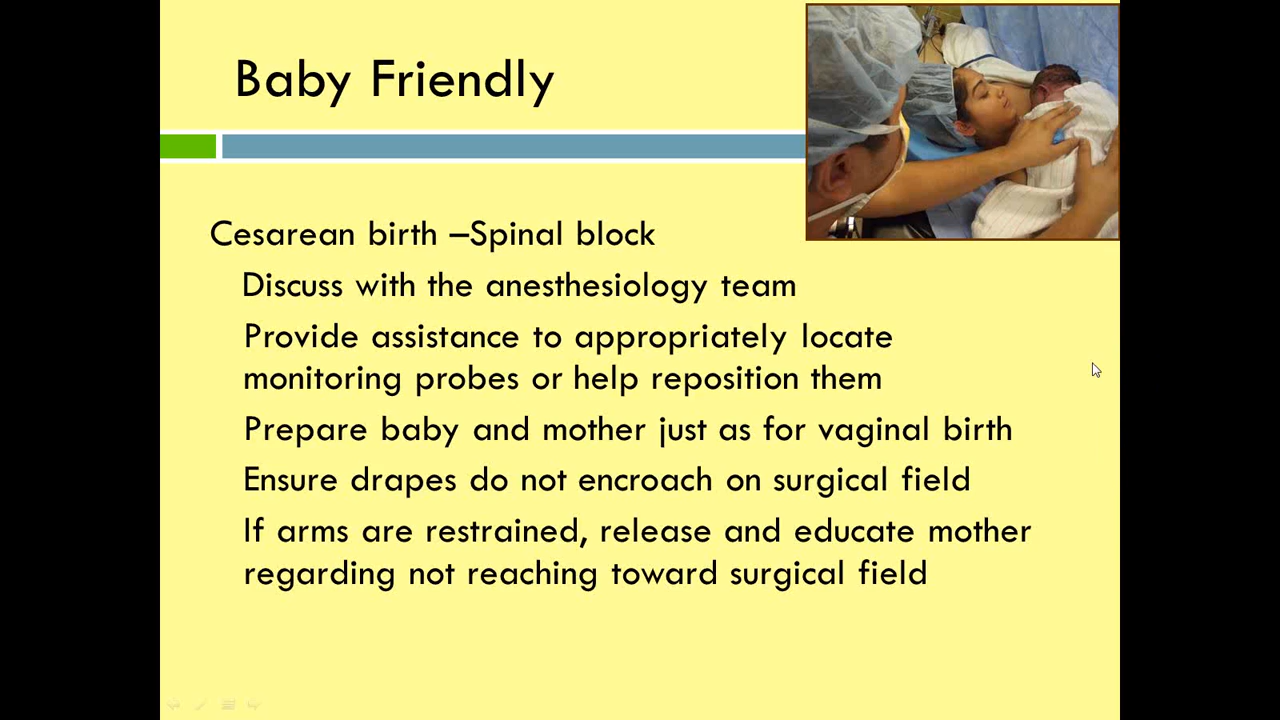 Baby Friendly
Cesarean birth –Spinal block
Discuss with the anesthesiology team
Provide assistance to appropriately locate
monitoring probes or help reposition them
Prepare baby and mother just as for vaginal birth
Ensure drapes do not encroach on surgical field
If arms are restrained, release and educate mother
regarding not reaching toward surgical field